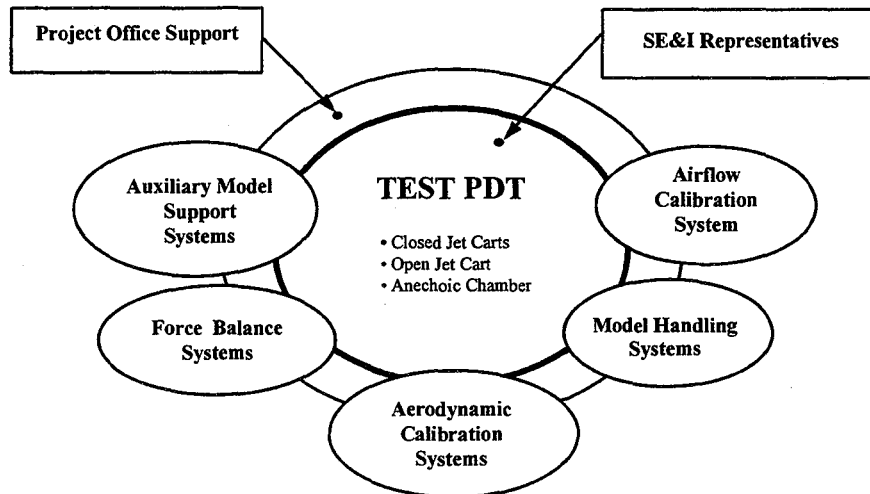 Project Office Support
SE&I Representatives
Auxiliary Model
Support
Systems
TEST PDT
• Closed Jet Carts
• Open Jet Cart
• Anechoic Chamber
Airflow
Calibration
System
Force Balance
Systems
Model Handling
Systems
Aerodynamic
Calibration
Systems